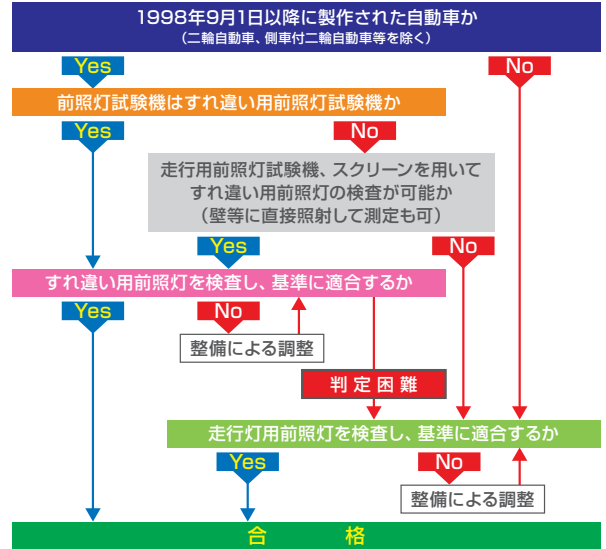 1998年9月1日以降に製作された自動車か
（二輪自動車、側車付二輪自動車等を除く）
Yes
No
前照灯試験機はすれ違い用前照灯試験機か
Yes
No
走行用前照灯試験機、スクリーンを用いて
すれ違い用前照灯の検査が可能か
（壁等に直接照射して測定も可）
Yes
No
すれ違い用前照灯を検査し、基準に適合するか
Yes
No
整備による調整
判定困難
走行灯用前照灯を検査し、基準に適合するか
Yes
No
整備による調整
合格